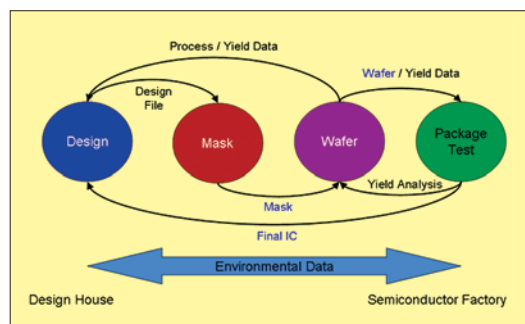 Process / Yield Data
Wafer / Yield Data
Design
File
Design
Mask
Wafer
Package
Test
Yield Analysis
Mask
Final IC
Environmental Data
Design House
Semiconductor Factory